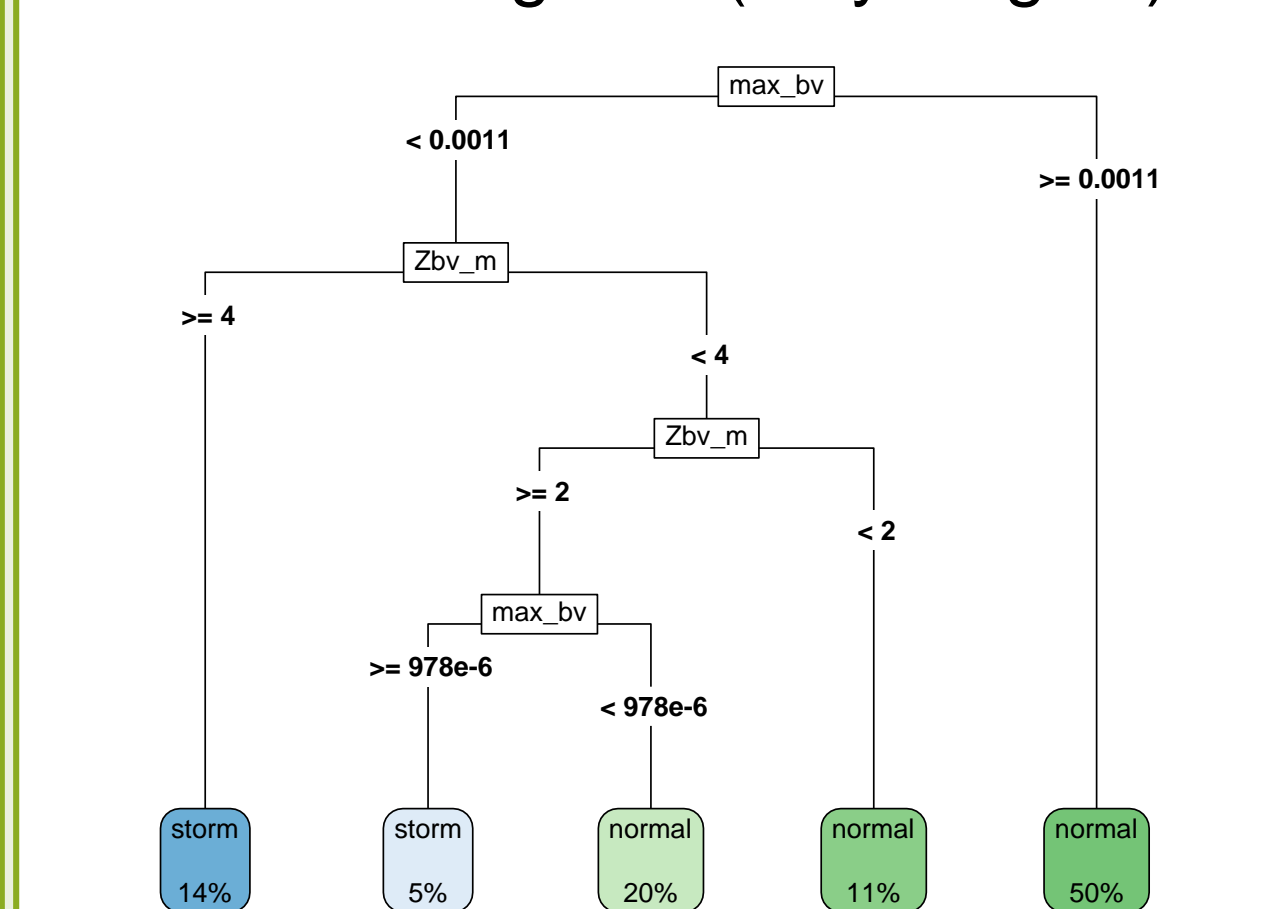 max_bv
< 0.0011
>= 0.0011
Zbv_m
>= 4
< 4
Zbv_m
>= 2
< 2
max_bv
>= 978e-6
< 978e-6
storm storm normal normal normal
14% 5% 20% 11% 50%